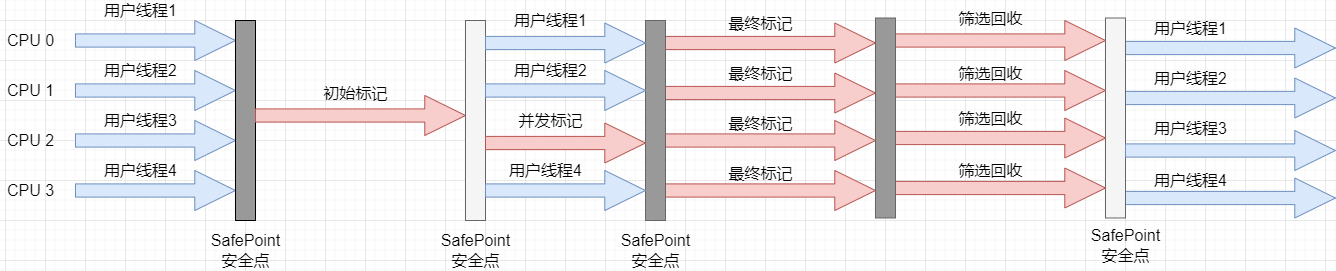 用户线程1
用户线程1
最终标记
筛选回收
用户线程1
CPU 0
用户线程2
用户线程2
最终标记
筛选回收
用户线程2
CPU 1
初始标记
并发标记
用户线程3
最终标记
筛选回收
用户线程3
CPU 2
用户线程4
用户线程4
最终标记
筛选回收
用户线程4
CPU 3
SafePoint
安全点
SafePoint
安全点
SafePoint
安全点
SafePoint
安全点